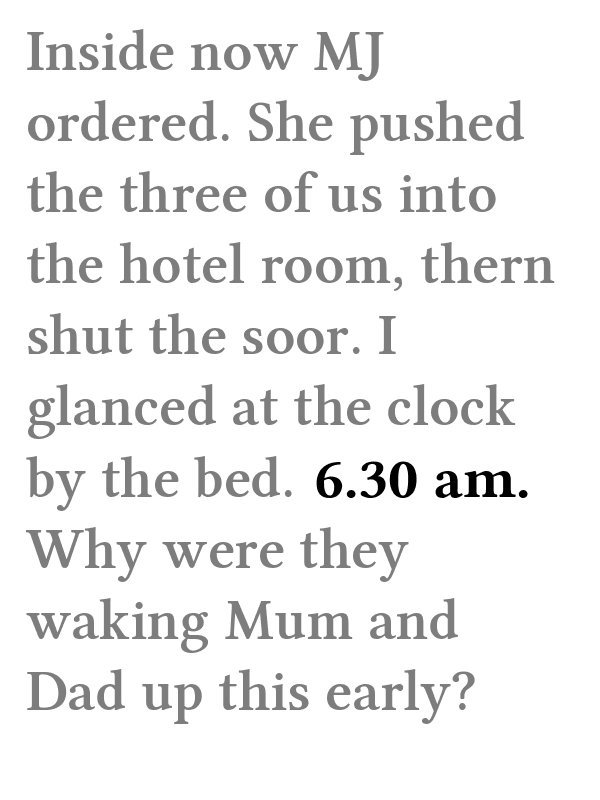 Inside now MJ
ordered. She pushed
the three of us into
the hotel room, thern
shut the soor. I
glanced at the clock
by the bed. 6.30 am.
Why were they
waking Mum and
Dad up this early?